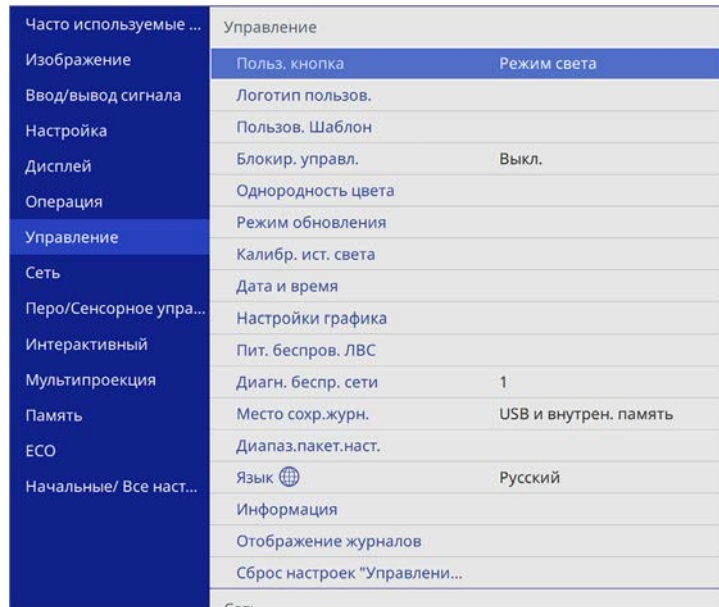 Часто используемые ...
Изображение
Ввод/вывод сигнала
Настройка
Дисплей
Операция
Управление
Сеть
Перо/Сенсорное упра...
Интерактивный
Мультипроекция
Память
ECO
Начальные/ Все наст...
Управление
Польз. кнопка Режим света
Логотип пользов.
Пользов. Шаблон
Блокир. управл. Выкл.
Однородность цвета
Режим обновления
Калибр. ист. света
Дата и время
Настройки графика
Пит. беспров. ЛВС
Диагн. беспр. сети 1
Место сохр.журн. USB и внутрен. память
Диапаз.пакет.наст.
Язык Русский
Информация
Отображение журналов
Сброс настроек "Управлени...